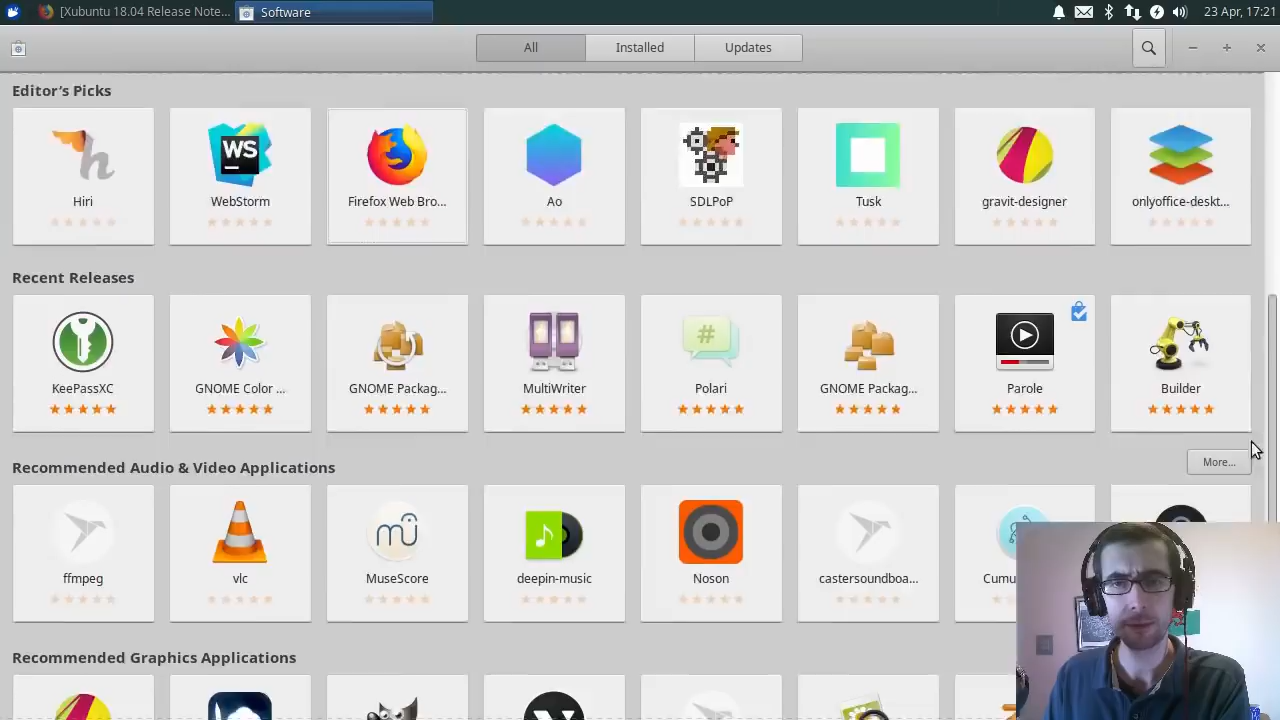 [Xubuntu 18.04 Release Note...
Software
23 Apr, 17:21
All
Installed
Updates
Editor's Picks
WS
Hiri
WebStorm
Firefox Web Bro...
Ao
SDLPoP
Tusk
gravit-designer
onlyoffice-deskt...
Recent Releases
#
KeePassXC
GNOME Color ...
GNOME Packag...
MultiWriter
Polari
GNOME Packag...
Parole
Builder
Recommended Audio & Video Applications
More...
ffmpeg
vlc
MuseScore
deepin-music
Noson
castersoundboa...
Cumu
Recommended Graphics Applications